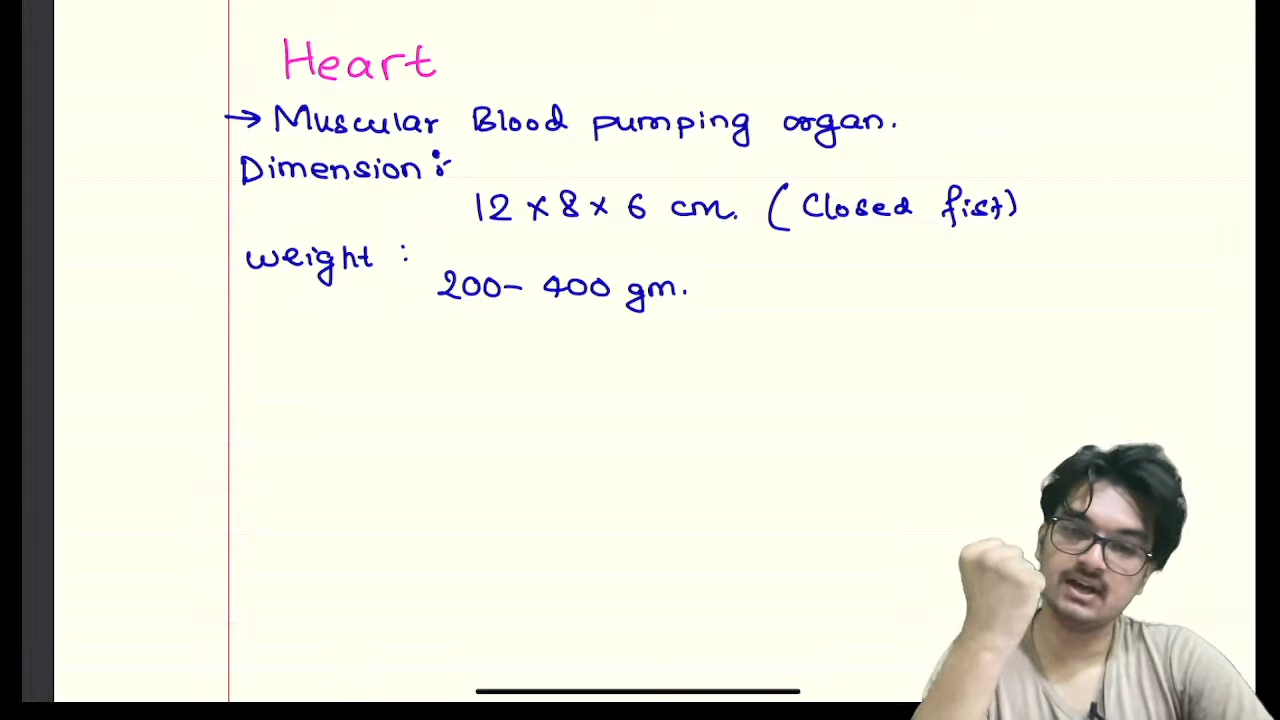 Heart
→ Muscular Blood pumping organ.
Dimension :-
12 × 8 × 6 cm. (Closed fist)
weight :
200- 400 gm.